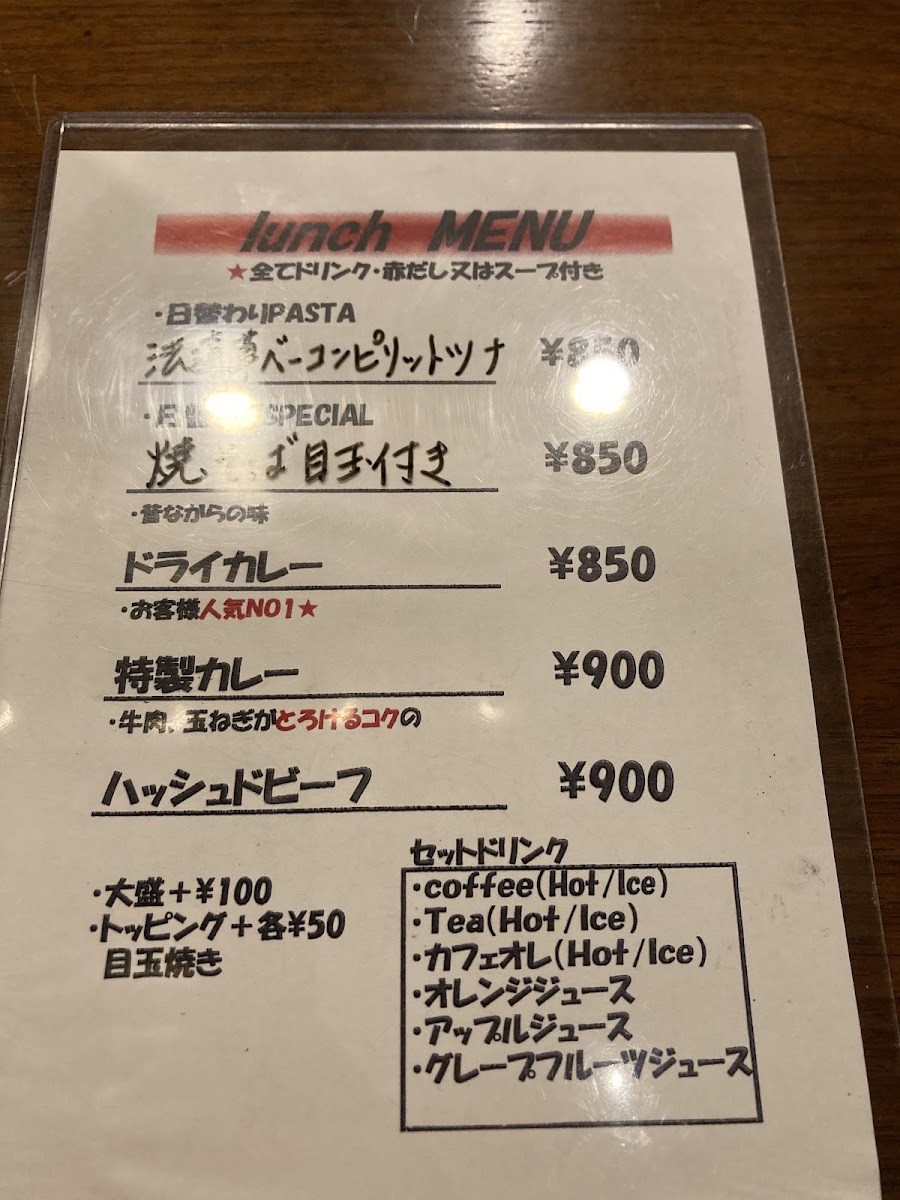 lunch MENU
★全てドリンク・赤だし又はスープ付き
・日替わりPASTA
ベーコンピリットツナ ¥850
SPECIAL
焼そば目玉付き ¥850
・昔ながらの味
ドライカレー ¥850
・お客様人気NO1★
特製カレー ¥900
・牛肉、玉ねぎがとろけるコクの
ハッシュドビーフ ¥900
・大盛+¥100
・トッピング+各¥50
目玉焼き
セットドリンク
・coffee(Hot/Ice)
・Tea(Hot/Ice)
・カフェオレ(Hot/Ice)
・オレンジジュース
・アップルジュース
・グレープフルーツジュース